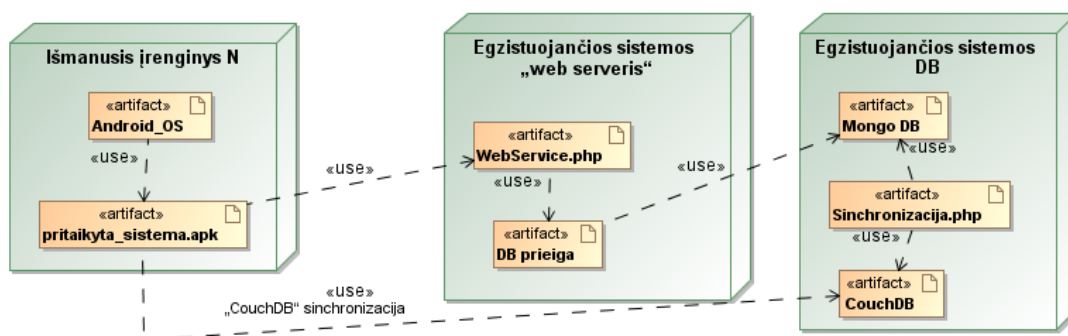 Išmanusis įrenginys N
«artifact»
Android_OS
«use»
«artifact»
pritaikyta_sistema.apk
«use»
Egzistuojančios sistemos
„web serveris“
«artifact»
WebService.php
«use»
«artifact»
DB prieiga
«use»
Egzistuojančios sistemos
DB
«artifact»
Mongo DB
«use»
«artifact»
Sinchronizacija.php
«use»
«artifact»
CouchDB
«use»
„CouchDB“ sinchronizacija